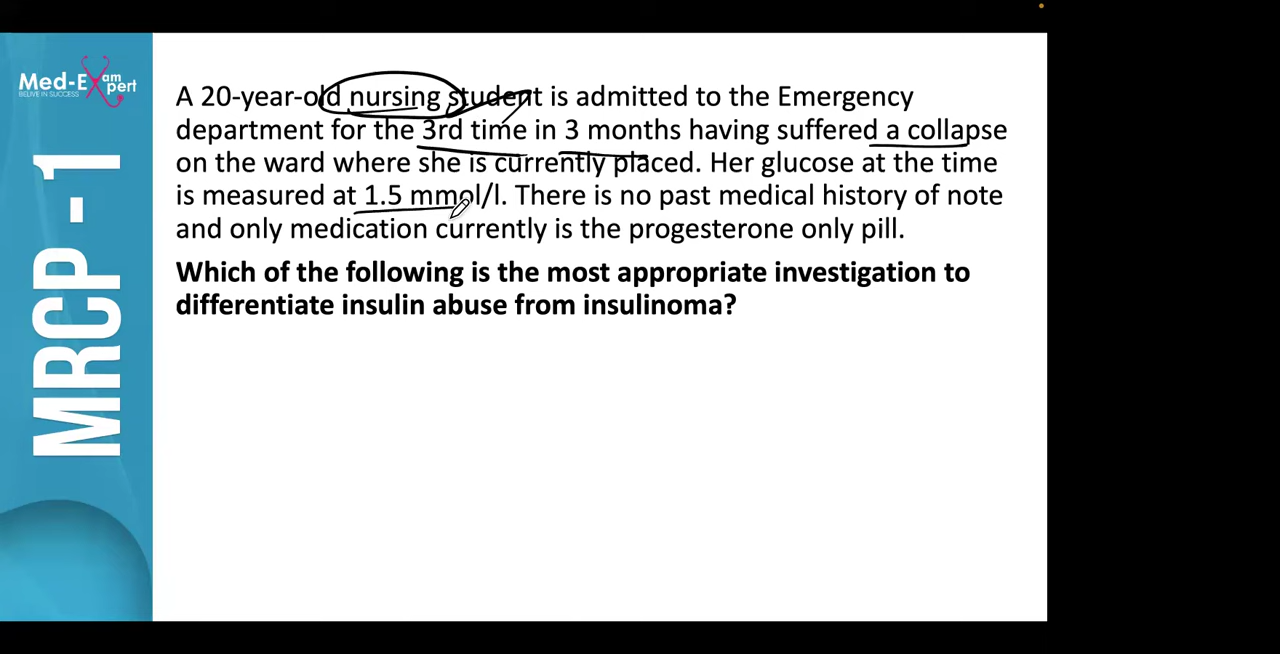 Med-Exam
pert
BELIVE IN SUCCESS
MRCP - 1
A 20-year-old nursing student is admitted to the Emergency
department for the 3rd time in 3 months having suffered a collapse
on the ward where she is currently placed. Her glucose at the time
is measured at 1.5 mmol/l. There is no past medical history of note
and only medication currently is the progesterone only pill.
Which of the following is the most appropriate investigation to
differentiate insulin abuse from insulinoma?